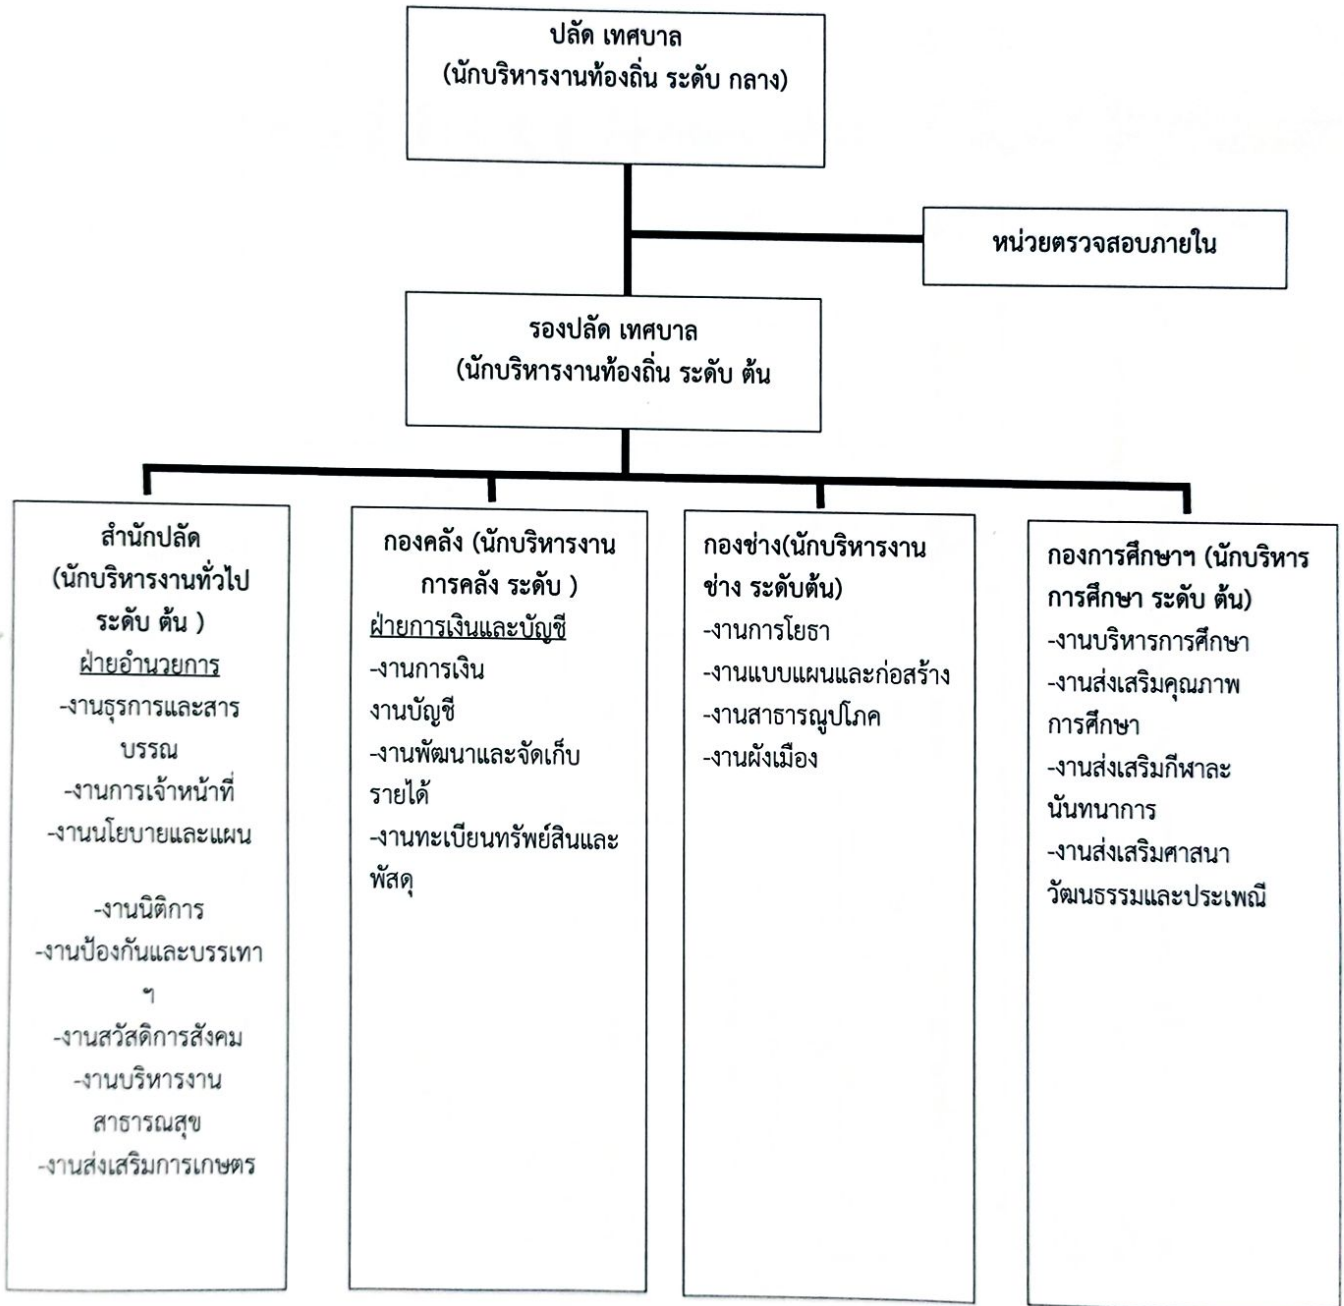 ปลัด เทศบาล
(นักบริหารงานท้องถิ่น ระดับ กลาง)
หน่วยตรวจสอบภายใน
รองปลัด เทศบาล
(นักบริหารงานท้องถิ่น ระดับ ต้น
สำนักปลัด
(นักบริหารงานทั่วไป
ระดับ ต้น )
ฝ่ายอำนวยการ
-งานธุรการและสาร
บรรณ
-งานการเจ้าหน้าที่
-งานนโยบายและแผน
-งานนิติการ
-งานป้องกันและบรรเทา
ฯ
-งานสวัสดิการสังคม
-งานบริหารงาน
สาธารณสุข
-งานส่งเสริมการเกษตร
กองคลัง (นักบริหารงาน
การคลัง ระดับ )
ฝ่ายการเงินและบัญชี
-งานการเงิน
งานบัญชี
-งานพัฒนาและจัดเก็บ
รายได้
-งานทะเบียนทรัพย์สินและ
พัสดุ
กองช่าง(นักบริหารงาน
ช่าง ระดับต้น)
-งานการโยธา
-งานแบบแผนและก่อสร้าง
-งานสาธารณูปโภค
-งานผังเมือง
กองการศึกษาฯ (นักบริหาร
การศึกษา ระดับ ต้น)
-งานบริหารการศึกษา
-งานส่งเสริมคุณภาพ
การศึกษา
-งานส่งเสริมกีฬาละ
นันทนาการ
-งานส่งเสริมศาสนา
วัฒนธรรมและประเพณี